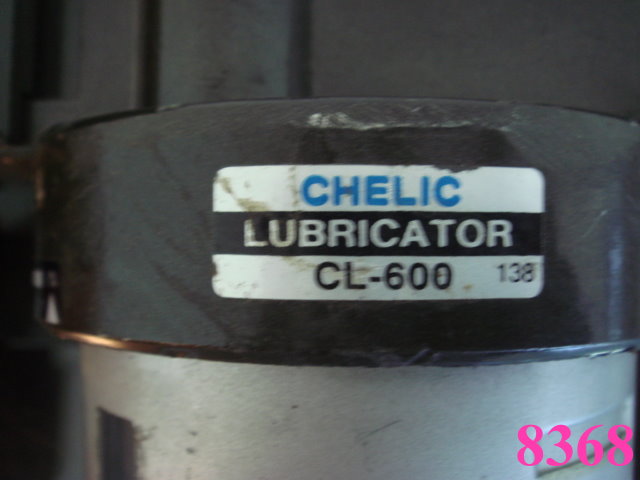 CHELIC
LUBRICATOR
CL-600 138
8368